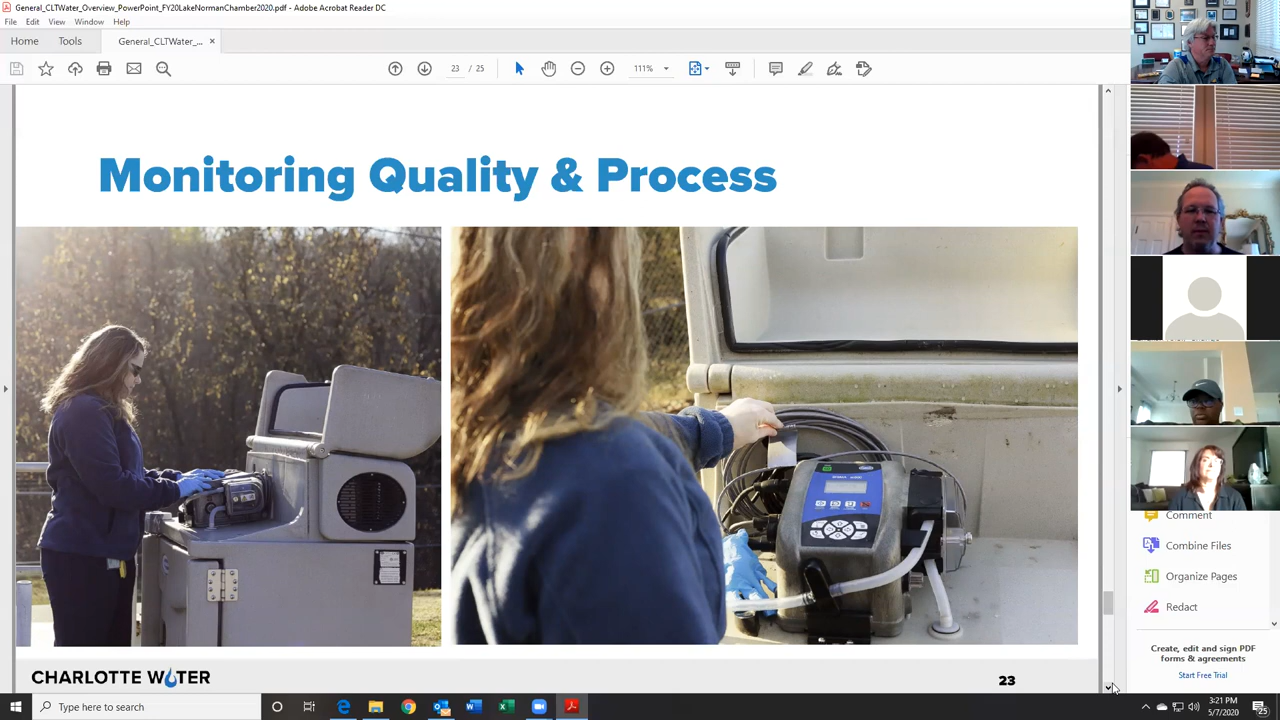 General_CLTWater_Overview_PowerPoint_FY20LakeNormanChamber2020.pdf - Adobe Acrobat Reader DC
File Edit View Window Help
Home Tools General_CLTWater_... ×
23 / 25 111%
Monitoring Quality & Process
CHARLOTTE WATER
23
Comment
Combine Files
Organize Pages
Redact
Create, edit and sign PDF
forms & agreements
Start Free Trial
Type here to search
3:21 PM
5/7/2020
25